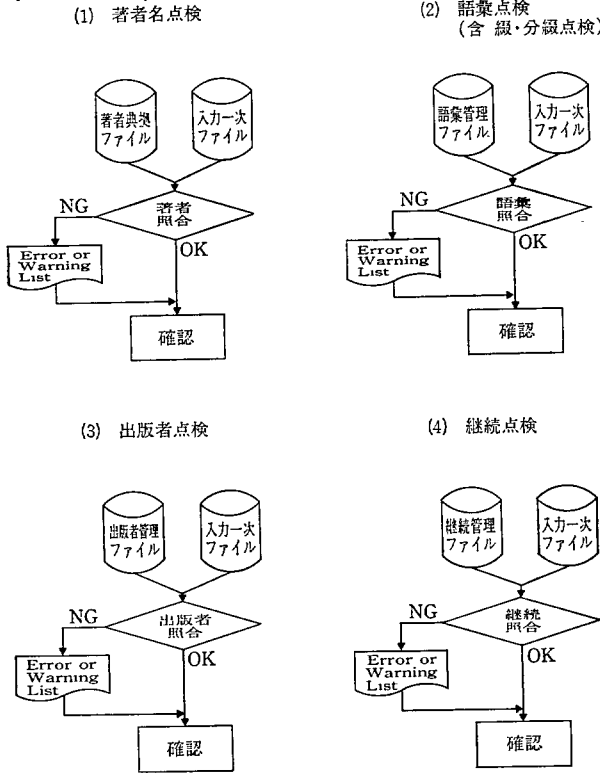 (1) 著者名点検
著者典拠
ファイル
入力一次
ファイル
著者
照合
NG
OK
Error or
Warning
List
確認
(2) 語彙点検
(含 綴・分綴点検)
語彙管理
ファイル
入力一次
ファイル
語彙
照合
NG
OK
Error or
Warning
List
確認
(3) 出版者点検
出版者管理
ファイル
入力一次
ファイル
出版者
照合
NG
OK
Error or
Warning
List
確認
(4) 継続点検
継続管理
ファイル
入力一次
ファイル
継続
照合
NG
OK
Error or
Warning
List
確認